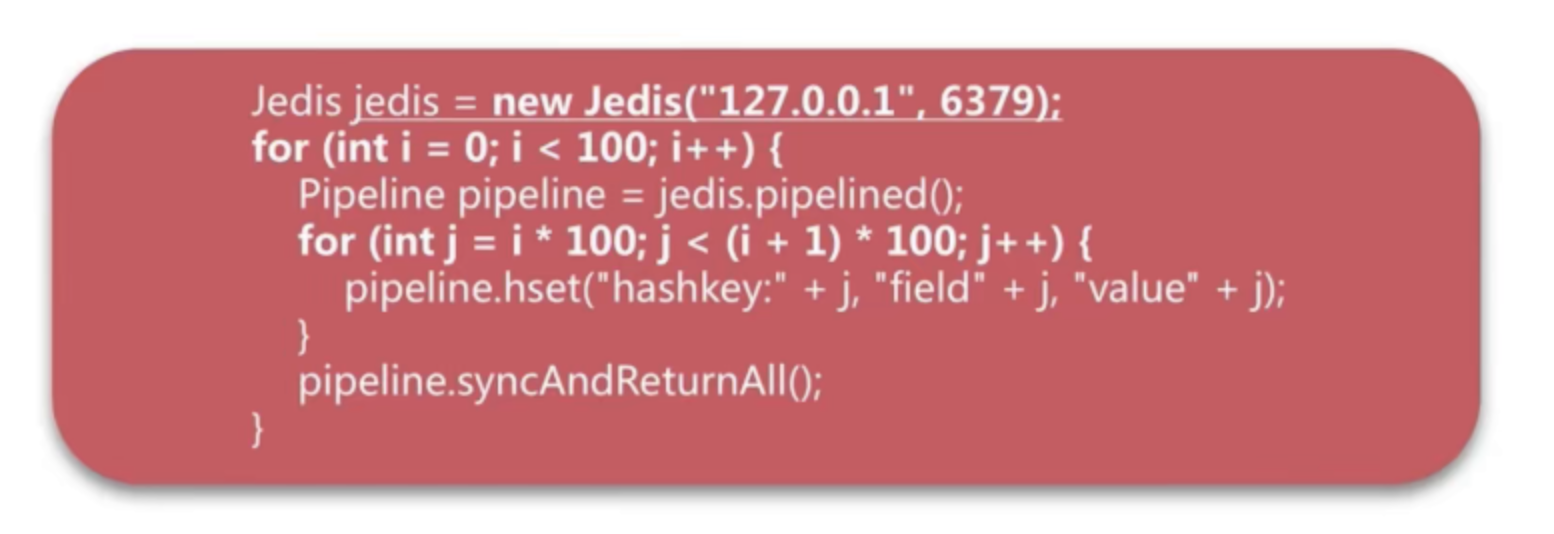 Jedis jedis = new Jedis("127.0.0.1", 6379);
for (int i = 0; i < 100; i++) {
Pipeline pipeline = jedis.pipelined();
for (int j = i * 100; j < (i + 1) * 100; j++) {
pipeline.hset("hashkey:" + j, "field" + j, "value" + j);
}
pipeline.syncAndReturnAll();
}